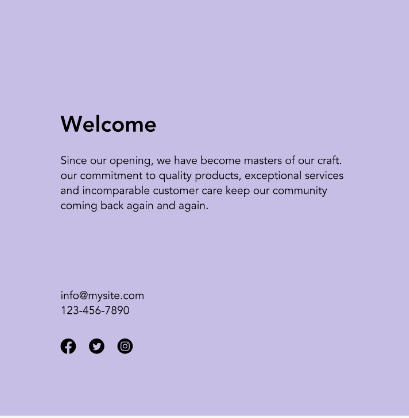 Welcome
Since our opening, we have become masters of our craft.
our commitment to quality products, exceptional services
and incomparable customer care keep our community
coming back again and again.
info@mysite.com
123-456-7890